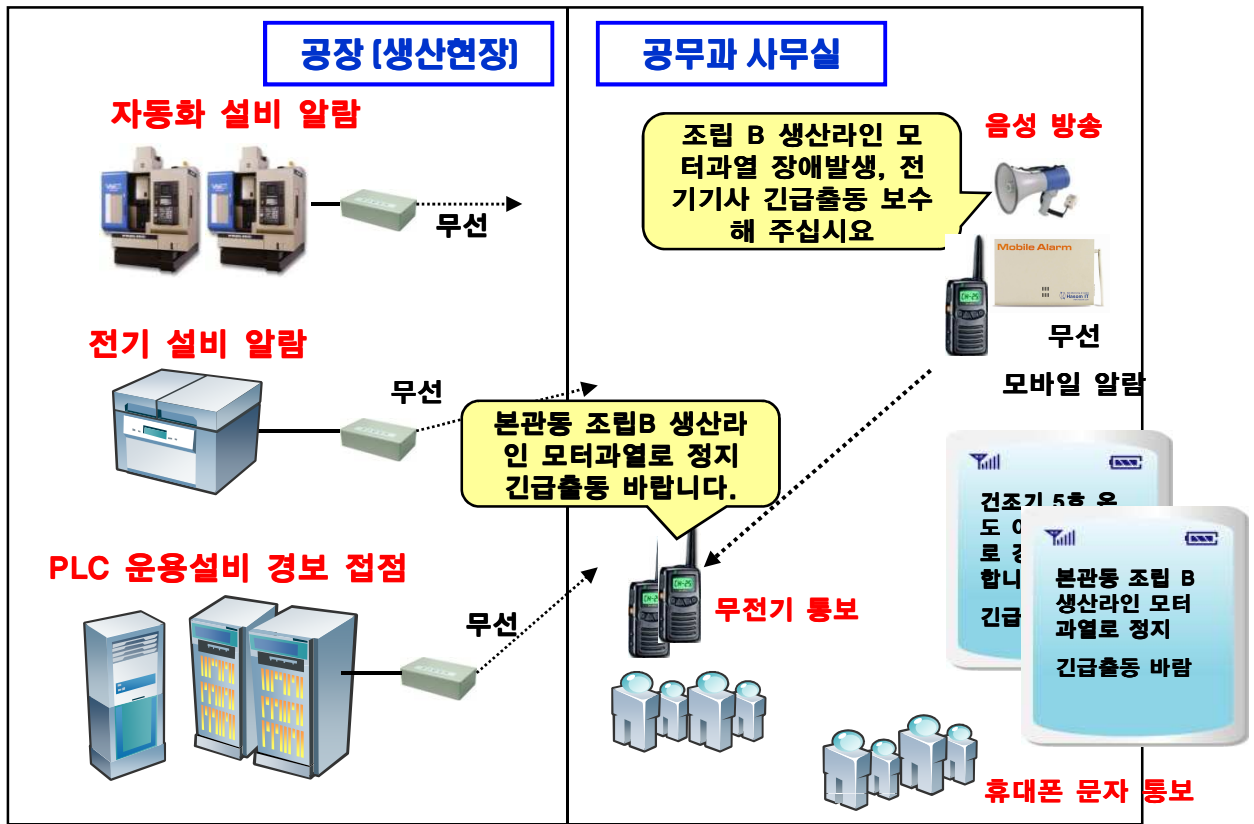 공장 (생산현장)
공무과 사무실
자동화 설비 알람
무선
전기 설비 알람
무선
PLC 운용설비 경보 접점
무선
조립 B 생산라인 모
터과열 장애발생, 전
기기사 긴급출동 보수
해 주십시요
음성 방송
Mobile Alarm
Hanam IT
무선
모바일 알람
본관동 조립B 생산라
인 모터과열로 정지
긴급출동 바랍니다.
무전기 통보
건조기 5호
도
로
합니
긴급
본관동 조립 B
생산라인 모터
과열로 정지
긴급출동 바람
휴대폰 문자 통보